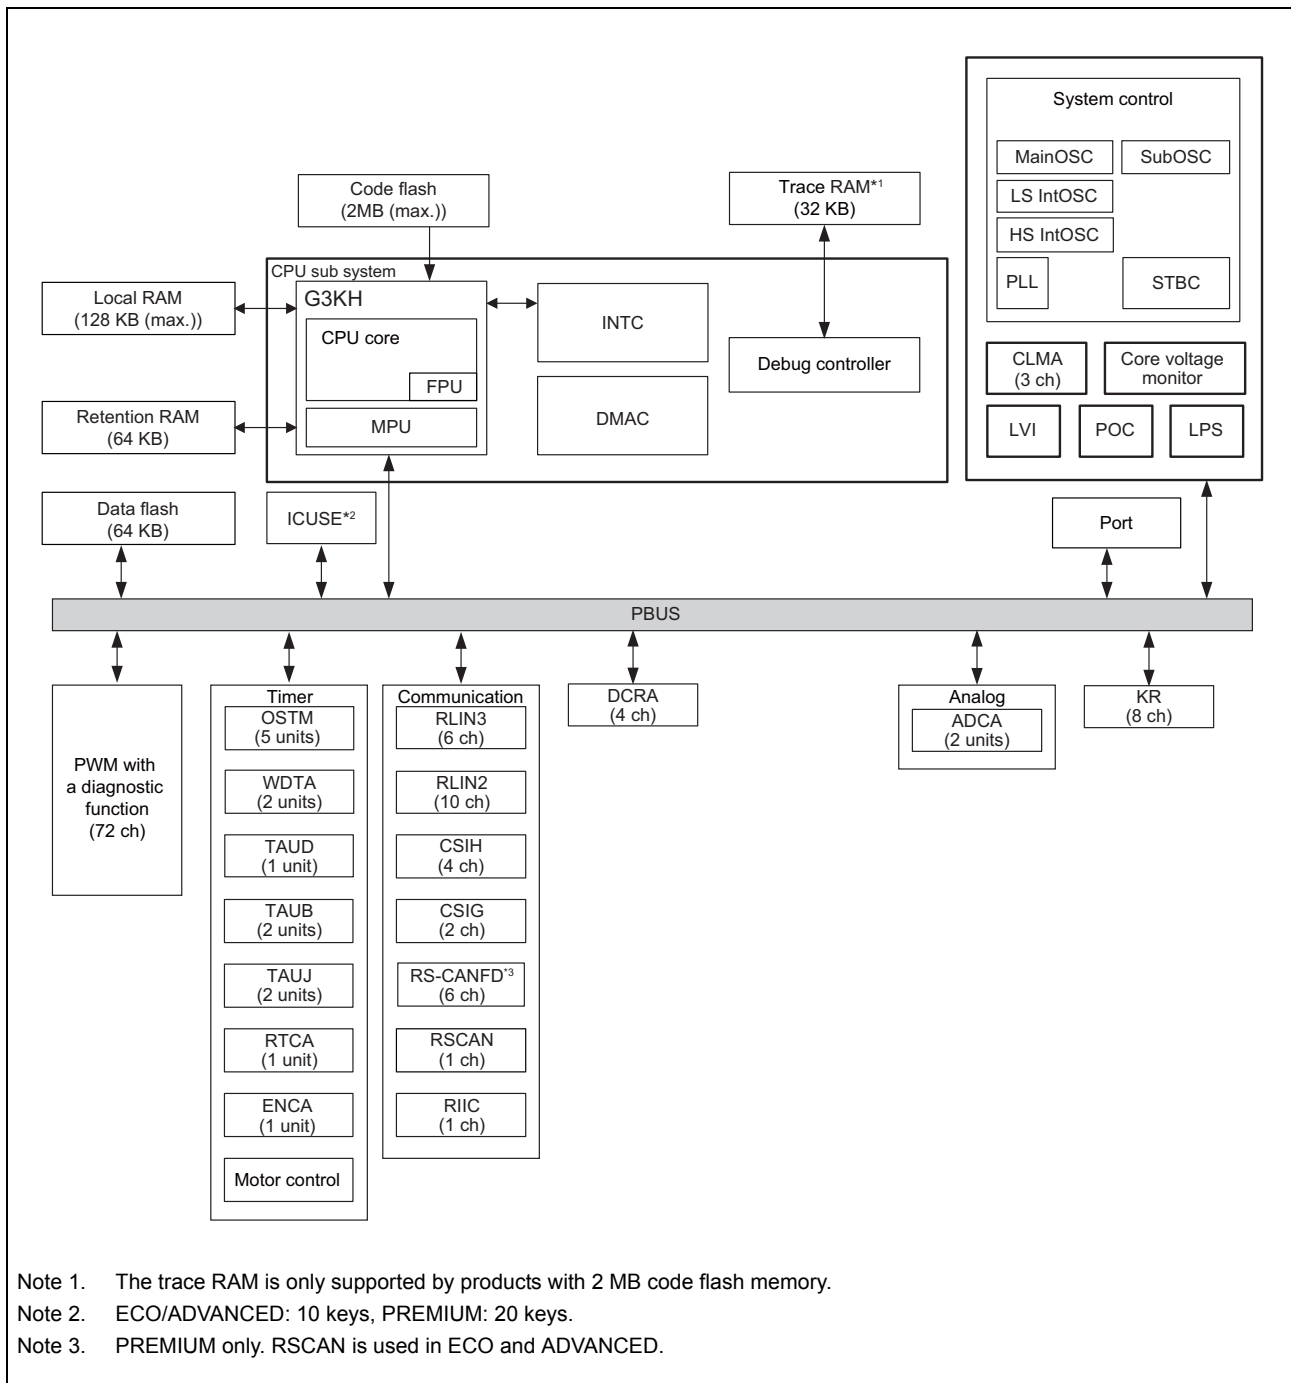 System control
MainOSC
SubOSC
LS IntOSC
HS IntOSC
PLL
STBC
CLMA
(3 ch)
Core voltage
monitor
LVI
POC
LPS
Code flash
(2MB (max.))
Trace RAM*1
(32 KB)
CPU sub system
Local RAM
(128 KB (max.))
G3KH
CPU core
FPU
MPU
INTC
DMAC
Debug controller
Retention RAM
(64 KB)
Data flash
(64 KB)
ICUSE*2
Port
PBUS
PWM with
a diagnostic
function
(72 ch)
Timer
OSTM
(5 units)
WDTA
(2 units)
TAUD
(1 unit)
TAUB
(2 units)
TAUJ
(2 units)
RTCA
(1 unit)
ENCA
(1 unit)
Motor control
Communication
RLIN3
(6 ch)
RLIN2
(10 ch)
CSIH
(4 ch)
CSIG
(2 ch)
RS-CANFD*3
(6 ch)
RSCAN
(1 ch)
RIIC
(1 ch)
DCRA
(4 ch)
Analog
ADCA
(2 units)
KR
(8 ch)
Note 1. The trace RAM is only supported by products with 2 MB code flash memory.
Note 2. ECO/ADVANCED: 10 keys, PREMIUM: 20 keys.
Note 3. PREMIUM only. RSCAN is used in ECO and ADVANCED.